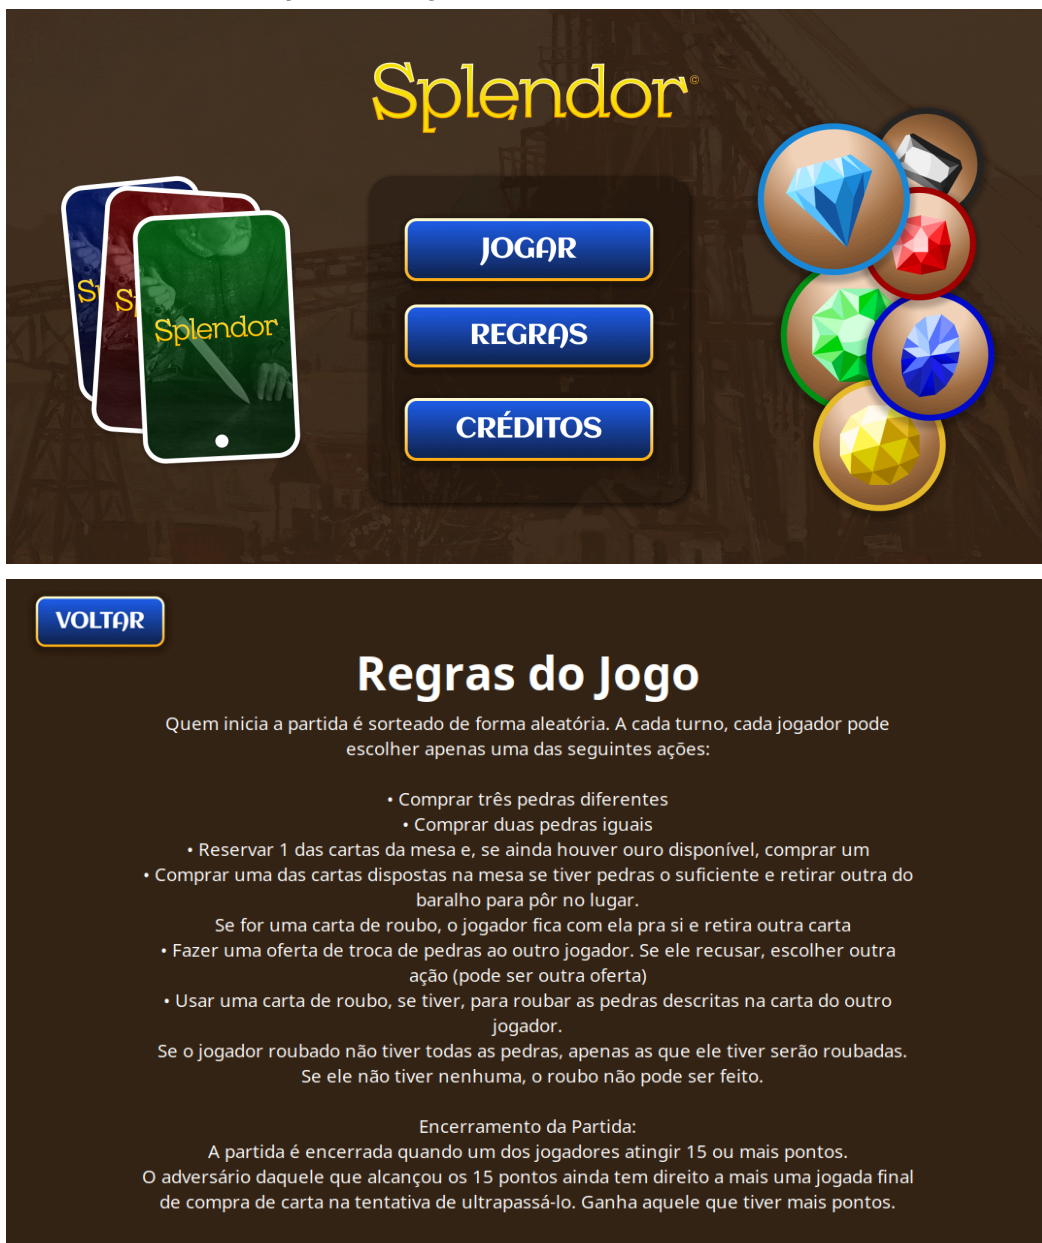 Splendor©
JOGAR
REGRAS
CRÉDITOS
Sp
S
Splendor
VOLTAR
Regras do Jogo
Quem inicia a partida é sorteado de forma aleatória. A cada turno, cada jogador pode
escolher apenas uma das seguintes ações:
• Comprar três pedras diferentes
• Comprar duas pedras iguais
• Reservar 1 das cartas da mesa e, se ainda houver ouro disponível, comprar um
• Comprar uma das cartas dispostas na mesa se tiver pedras o suficiente e retirar outra do
baralho para pôr no lugar.
Se for uma carta de roubo, o jogador fica com ela pra si e retira outra carta
• Fazer uma oferta de troca de pedras ao outro jogador. Se ele recusar, escolher outra
ação (pode ser outra oferta)
• Usar uma carta de roubo, se tiver, para roubar as pedras descritas na carta do outro
jogador.
Se o jogador roubado não tiver todas as pedras, apenas as que ele tiver serão roubadas.
Se ele não tiver nenhuma, o roubo não pode ser feito.
Encerramento da Partida:
A partida é encerrada quando um dos jogadores atingir 15 ou mais pontos.
O adversário daquele que alcançou os 15 pontos ainda tem direito a mais uma jogada final
de compra de carta na tentativa de ultrapassá-lo. Ganha aquele que tiver mais pontos.